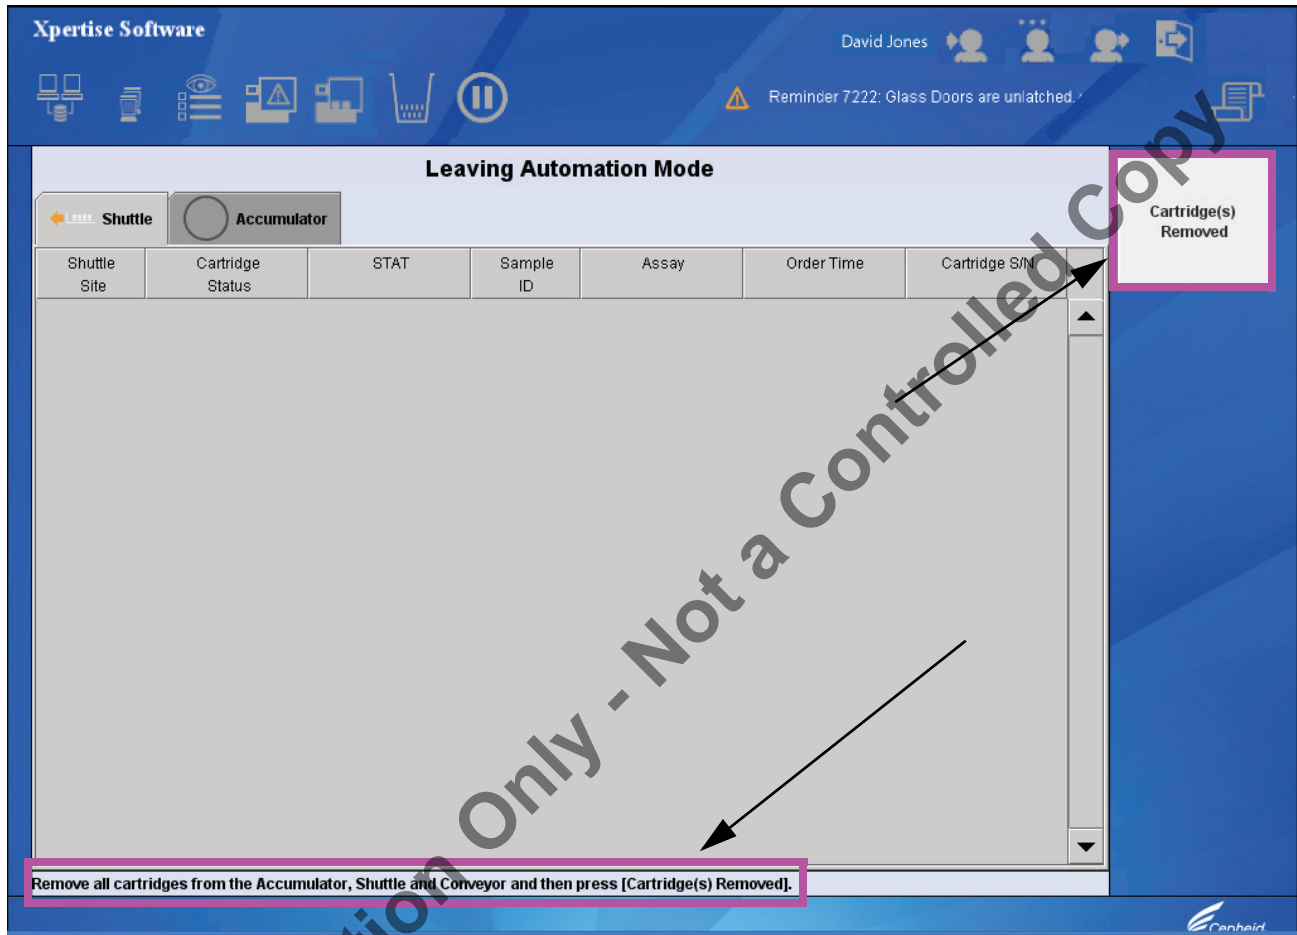 Xpertise Software
David Jones
Reminder 7222: Glass Doors are unlatched.
Leaving Automation Mode
Shuttle
Accumulator
Cartridge(s)
Removed
Shuttle
Site
Cartridge
Status
STAT
Sample
ID
Assay
Order Time
Cartridge S/N
Remove all cartridges from the Accumulator, Shuttle and Conveyor and then press [Cartridge(s) Removed].
Only - Not a Controlled Copy
Cepheid.